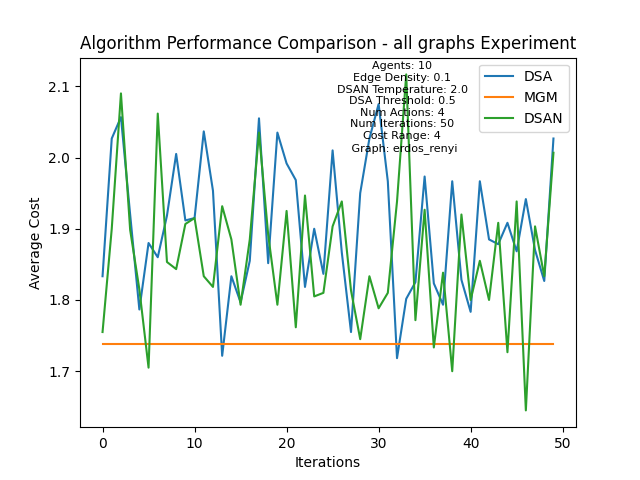 Algorithm Performance Comparison - all graphs Experiment
Agents: 10
Edge Density: 0.1
DSAN Temperature: 2.0
DSA Threshold: 0.5
Num Actions: 4
Num Iterations: 50
Cost Range: 4
Graph: erdos_renyi
DSA
MGM
DSAN
Average Cost
2.1
2.0
1.9
1.8
1.7
0
10
20
30
40
50
Iterations